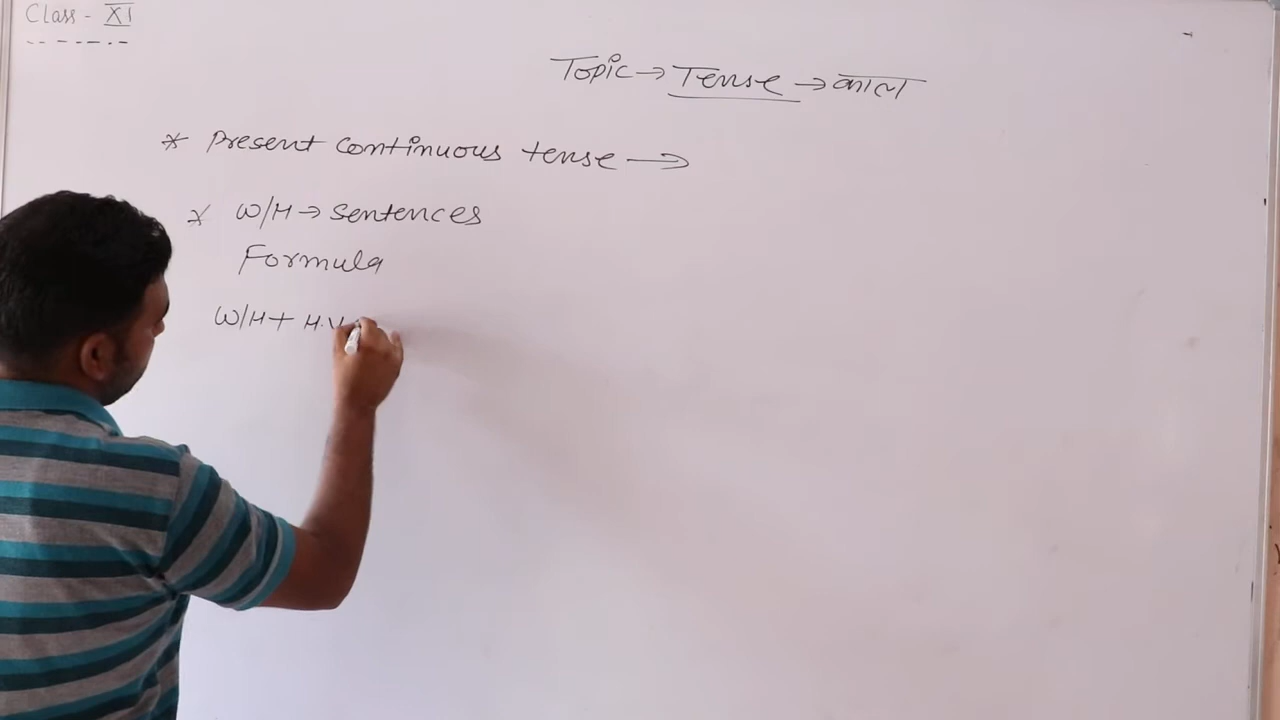 Class - XI
Topic → Tense → काल
* Present continuous tense →
* W/H → Sentences
Formula
W/H + H.V